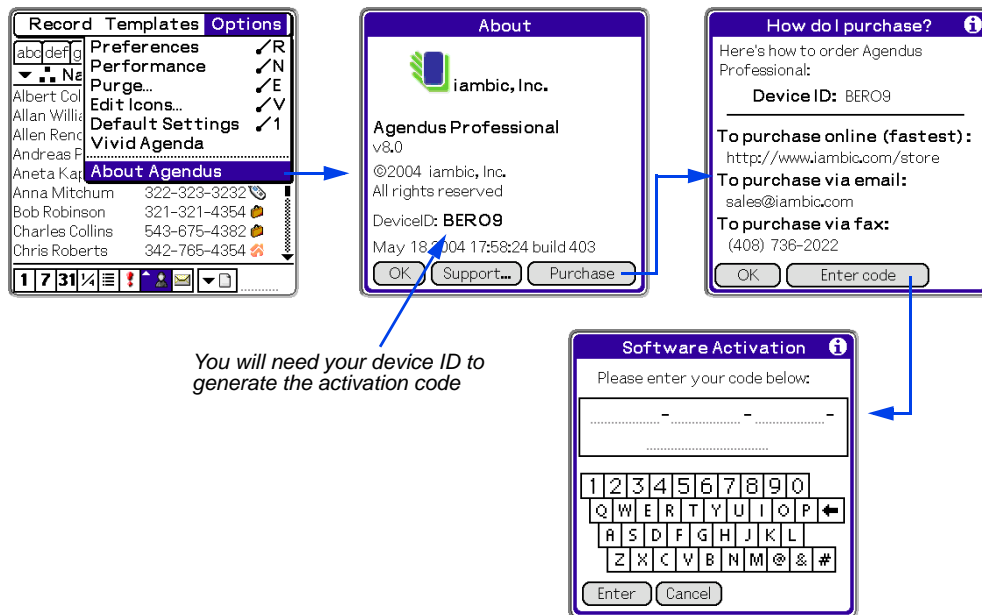 Record Templates Options
abc def g
Preferences /R
Performance /N
Purge... /E
Edit Icons... /V
Default Settings /1
Vivid Agenda
About Agendus
Na
Albert Col
Allan Willia
Allen Reno
Andreas P
Aneta Kap
Anna Mitchum 322-323-3232
Bob Robinson 321-321-4354
Charles Collins 543-675-4382
Chris Roberts 342-765-4354
1 7 31 1/4
About
iambic, Inc.
Agendus Professional
v8.0
©2004 iambic, Inc.
All rights reserved
DeviceID: BERO9
May 18 2004 17:58:24 build 403
OK Support... Purchase
How do I purchase? i
Here's how to order Agendus
Professional:
Device ID: BERO9
To purchase online (fastest):
http://www.iambic.com/store
To purchase via email:
sales@iambic.com
To purchase via fax:
(408) 736-2022
OK Enter code
You will need your device ID to
generate the activation code
Software Activation i
Please enter your code below:
- - -
1 2 3 4 5 6 7 8 9 0
Q W E R T Y U I O P
A S D F G H J K L
Z X C V B N M @ & #
Enter Cancel